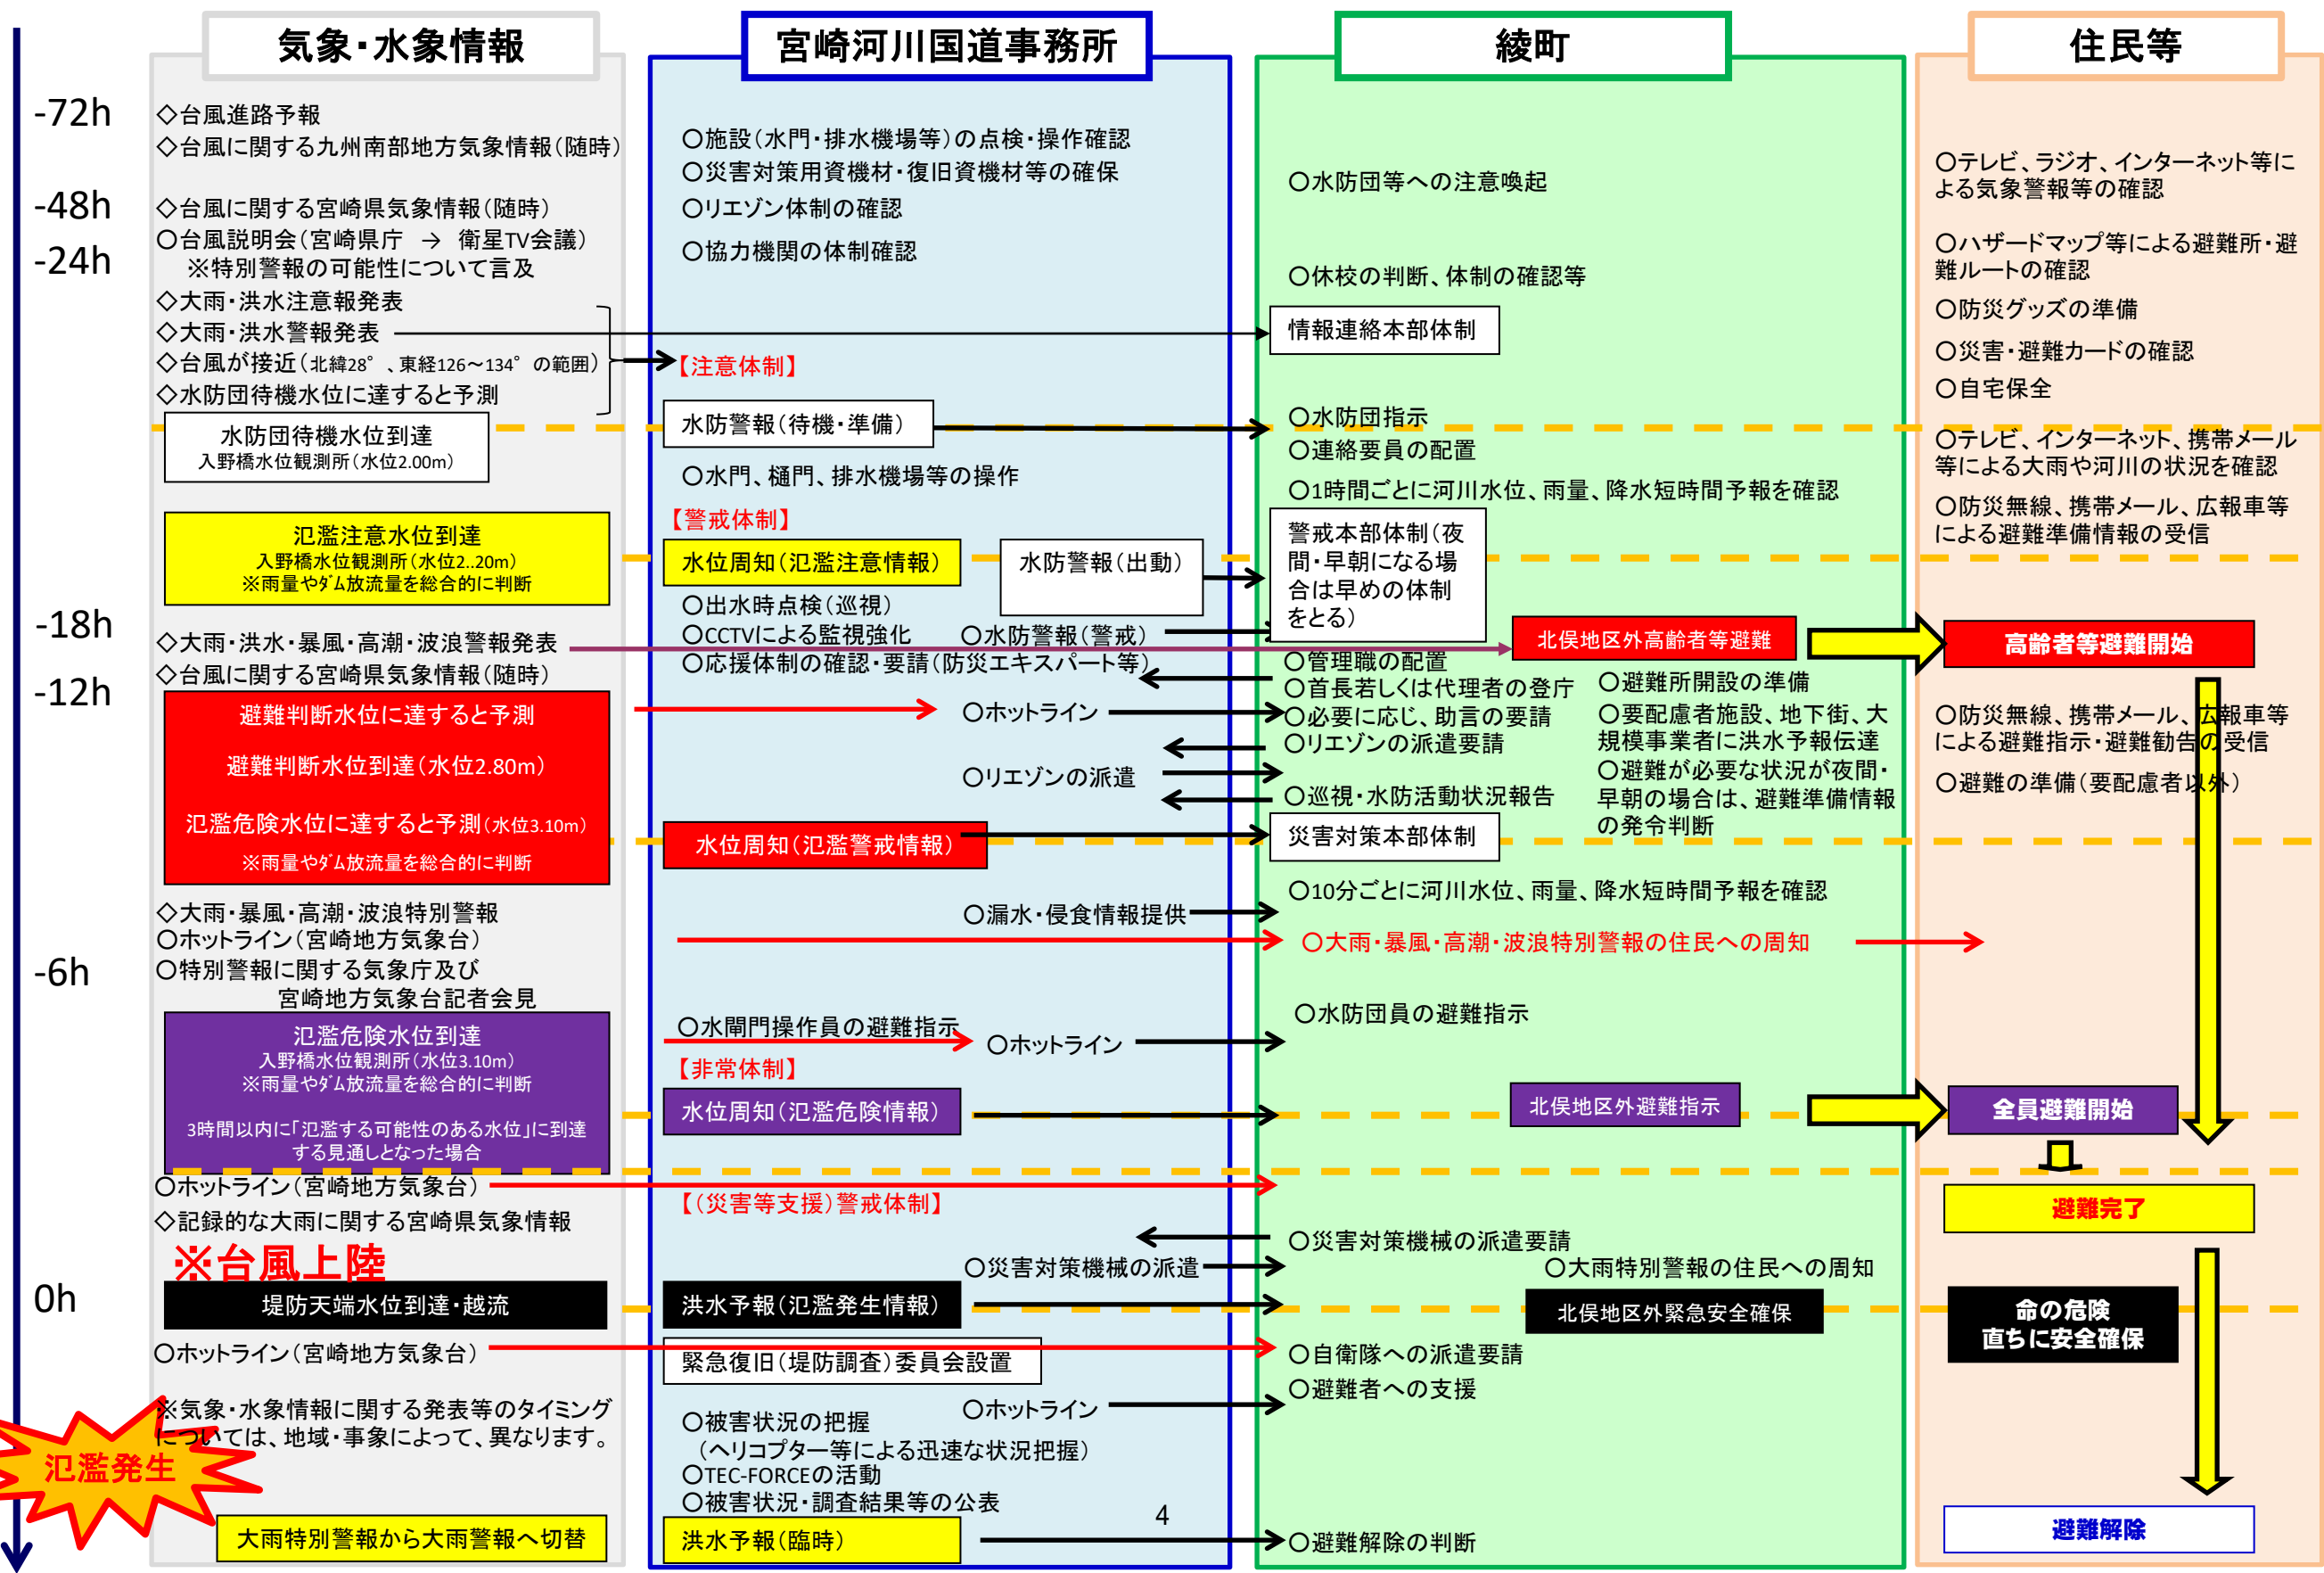 気象・水象情報
宮崎河川国道事務所
綾町
住民等
-72h
-48h
-24h
-18h
-12h
-6h
0h
◇台風進路予報
◇台風に関する九州南部地方気象情報(随時)
◇台風に関する宮崎県気象情報(随時)
○台風説明会(宮崎県庁 → 衛星TV会議)
※特別警報の可能性について言及
◇大雨・洪水注意報発表
◇大雨・洪水警報発表
◇台風が接近(北緯28°、東経126～134°の範囲)
◇水防団待機水位に達すると予測
水防団待機水位到達
入野橋水位観測所(水位2.00m)
氾濫注意水位到達
入野橋水位観測所(水位2..20m)
※雨量やﾀﾞﾑ放流量を総合的に判断
◇大雨・洪水・暴風・高潮・波浪警報発表
◇台風に関する宮崎県気象情報(随時)
避難判断水位に達すると予測
避難判断水位到達(水位2.80m)
氾濫危険水位に達すると予測(水位3.10m)
※雨量やﾀﾞﾑ放流量を総合的に判断
◇大雨・暴風・高潮・波浪特別警報
○ホットライン(宮崎地方気象台)
○特別警報に関する気象庁及び
宮崎地方気象台記者会見
氾濫危険水位到達
入野橋水位観測所(水位3.10m)
※雨量やﾀﾞﾑ放流量を総合的に判断
3時間以内に「氾濫する可能性のある水位」に到達
する見通しとなった場合
○ホットライン(宮崎地方気象台)
◇記録的な大雨に関する宮崎県気象情報
※台風上陸
堤防天端水位到達・越流
○ホットライン(宮崎地方気象台)
※気象・水象情報に関する発表等のタイミング
については、地域・事象によって、異なります。
氾濫発生
大雨特別警報から大雨警報へ切替
○施設(水門・排水機場等)の点検・操作確認
○災害対策用資機材・復旧資機材等の確保
○リエゾン体制の確認
○協力機関の体制確認
【注意体制】
水防警報(待機・準備)
○水門、樋門、排水機場等の操作
【警戒体制】
水位周知(氾濫注意情報)
水防警報(出動)
○出水時点検(巡視)
○CCTVによる監視強化
○水防警報(警戒)
○応援体制の確認・要請(防災エキスパート等)
○ホットライン
○リエゾンの派遣
水位周知(氾濫警戒情報)
○漏水・侵食情報提供
○水閘門操作員の避難指示
○ホットライン
【非常体制】
水位周知(氾濫危険情報)
【(災害等支援)警戒体制】
○災害対策機械の派遣
洪水予報(氾濫発生情報)
緊急復旧(堤防調査)委員会設置
○ホットライン
○被害状況の把握
(ヘリコプター等による迅速な状況把握)
○TEC-FORCEの活動
○被害状況・調査結果等の公表
4
洪水予報(臨時)
○水防団等への注意喚起
○休校の判断、体制の確認等
情報連絡本部体制
○水防団指示
○連絡要員の配置
○1時間ごとに河川水位、雨量、降水短時間予報を確認
警戒本部体制(夜
間・早朝になる場
合は早めの体制
をとる)
北俣地区外高齢者等避難
○管理職の配置
○首長若しくは代理者の登庁
○必要に応じ、助言の要請
○リエゾンの派遣要請
○巡視・水防活動状況報告
○避難所開設の準備
○要配慮者施設、地下街、大
規模事業者に洪水予報伝達
○避難が必要な状況が夜間・
早朝の場合は、避難準備情報
の発令判断
災害対策本部体制
○10分ごとに河川水位、雨量、降水短時間予報を確認
○大雨・暴風・高潮・波浪特別警報の住民への周知
○水防団員の避難指示
北俣地区外避難指示
○災害対策機械の派遣要請
○大雨特別警報の住民への周知
北俣地区外緊急安全確保
○自衛隊への派遣要請
○避難者への支援
○避難解除の判断
○テレビ、ラジオ、インターネット等に
よる気象警報等の確認
○ハザードマップ等による避難所・避
難ルートの確認
○防災グッズの準備
○災害・避難カードの確認
○自宅保全
○テレビ、インターネット、携帯メール
等による大雨や河川の状況を確認
○防災無線、携帯メール、広報車等
による避難準備情報の受信
高齢者等避難開始
○防災無線、携帯メール、広報車等
による避難指示・避難勧告の受信
○避難の準備(要配慮者以外)
全員避難開始
避難完了
命の危険
直ちに安全確保
避難解除